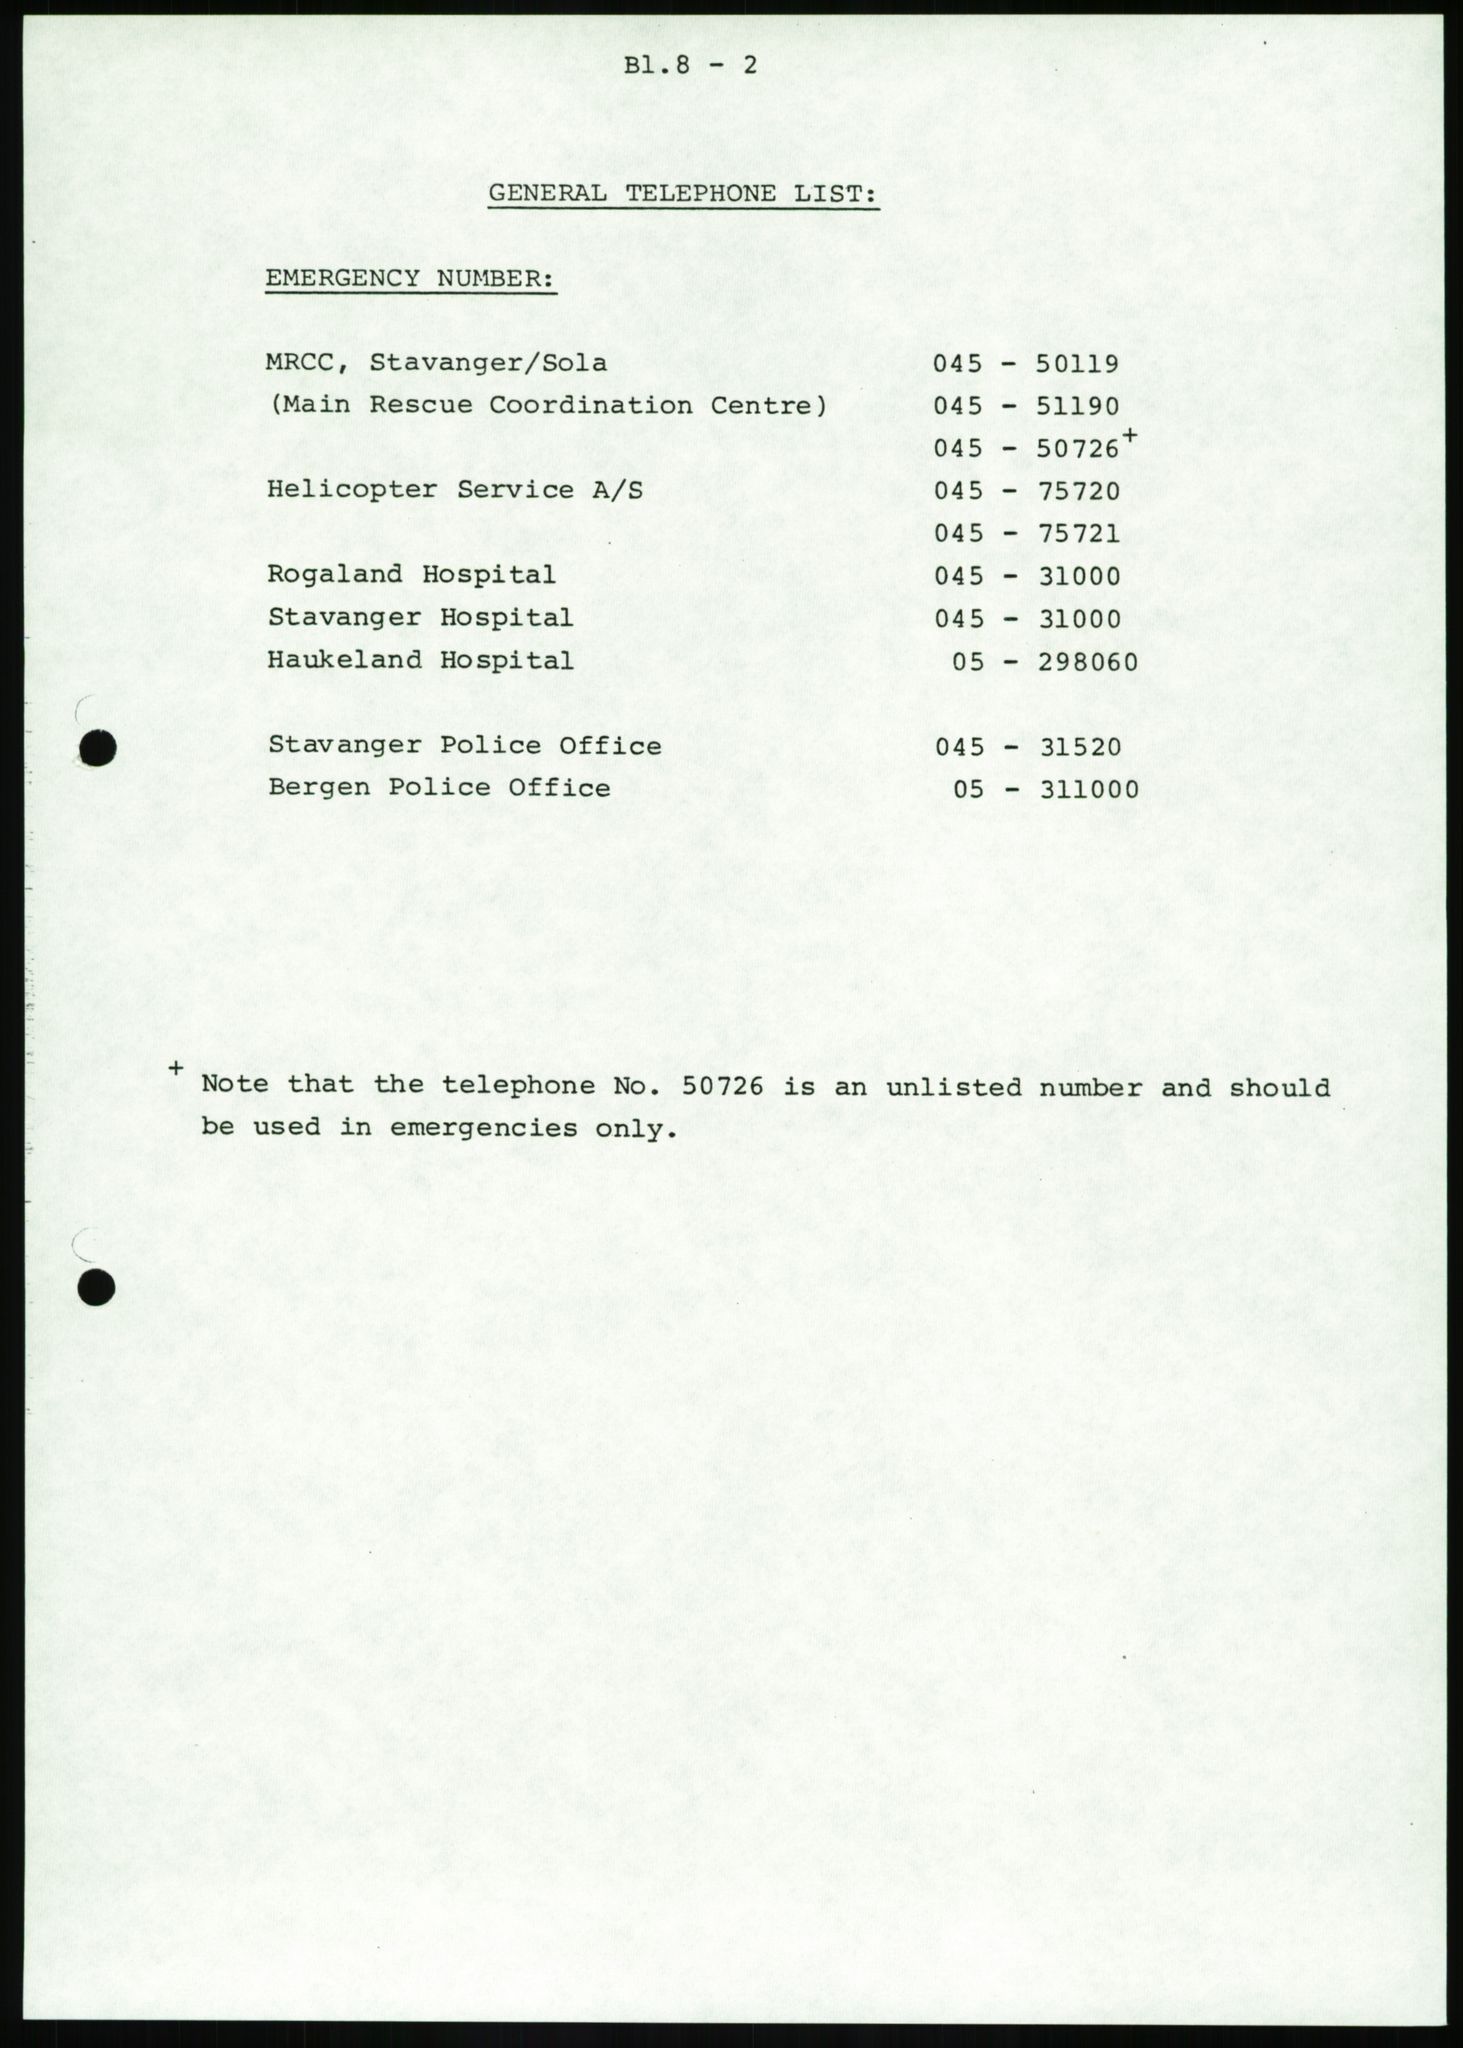 Bl.8 - 2
GENERAL TELEPHONE LIST:
EMERGENCY NUMBER:
MRCC, Stavanger/Sola 045 - 50119
(Main Rescue Coordination Centre) 045 - 51190
045 - 50726+
Helicopter Service A/S 045 - 75720
045 - 75721
Rogaland Hospital 045 - 31000
Stavanger Hospital 045 - 31000
Haukeland Hospital 05 - 298060
Stavanger Police Office 045 - 31520
Bergen Police Office 05 - 311000
+ Note that the telephone No. 50726 is an unlisted number and should
be used in emergencies only.